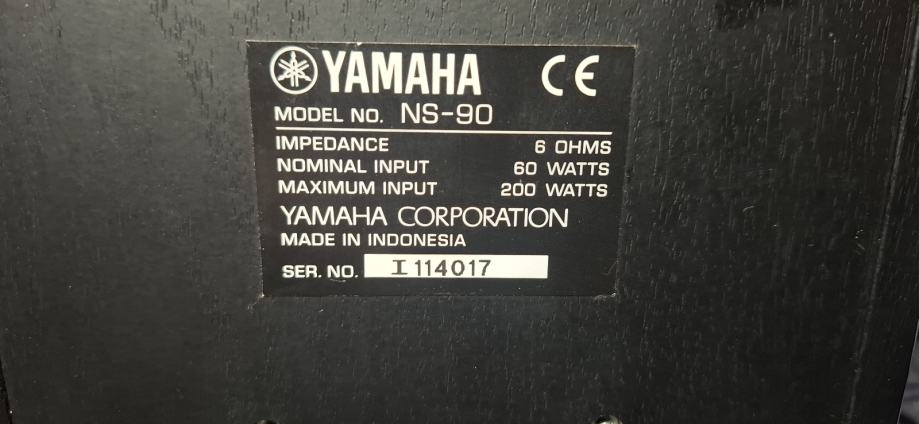 YAMAHA CE
MODEL NO. NS-90
IMPEDANCE 6 OHMS
NOMINAL INPUT 60 WATTS
MAXIMUM INPUT 200 WATTS
YAMAHA CORPORATION
MADE IN INDONESIA
SER. NO. I 114017